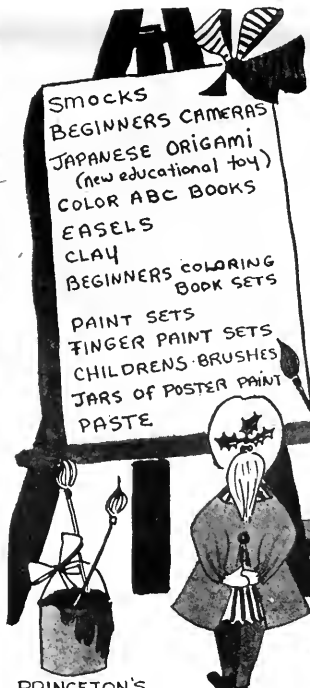 SMOCKS
BEGINNERS CAMERAS
JAPANESE ORIGAMI
(new educational toy)
COLOR ABC BOOKS
EASELS
CLAY
BEGINNERS COLORING
BOOK SETS
PAINT SETS
FINGER PAINT SETS
CHILDRENS BRUSHES
JARS OF POSTER PAINT
PASTE
PRINCETON'S